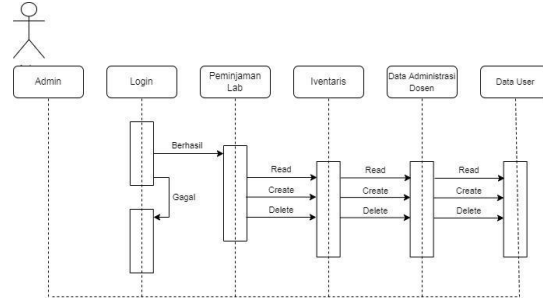 Admin
Login
Peminjaman
Lab
Iventaris
Data Administrasi
Dosen
Data User
Berhasil
Gagal
Read
Read
Read
Create
Create
Create
Delete
Delete
Delete